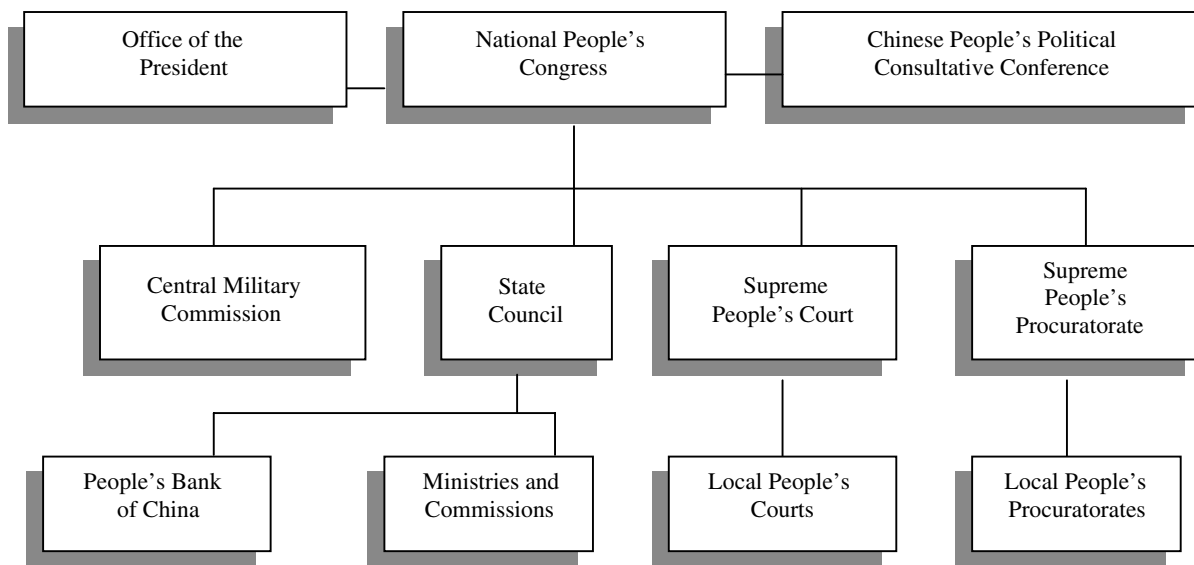 Office of the
President
National People’s
Congress
Chinese People’s Political
Consultative Conference
Central Military
Commission
State
Council
Supreme
People’s Court
Supreme
People’s
Procuratorate
People’s Bank
of China
Ministries and
Commissions
Local People’s
Courts
Local People’s
Procuratorates